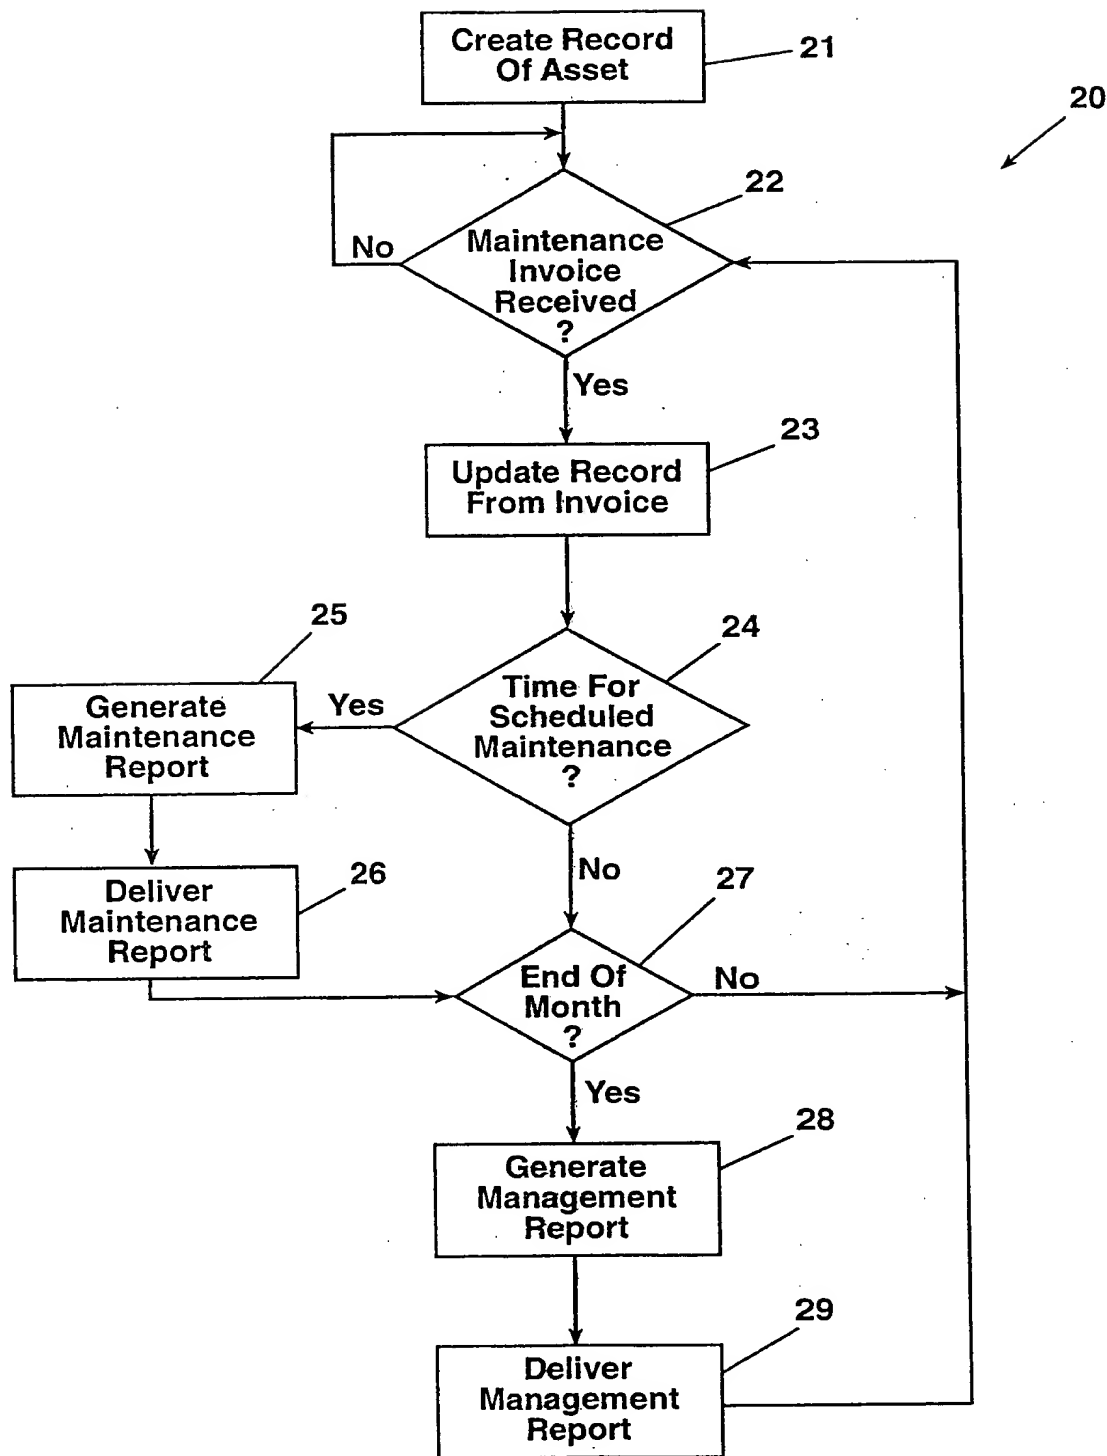 Create Record
Of Asset
21
20
22
No
Maintenance
Invoice
Received
?
Yes
23
Update Record
From Invoice
25
24
Yes
Time For
Scheduled
Maintenance
?
Generate
Maintenance
Report
No
26
27
Deliver
Maintenance
Report
End Of
Month
?
No
Yes
28
Generate
Management
Report
29
Deliver
Management
Report